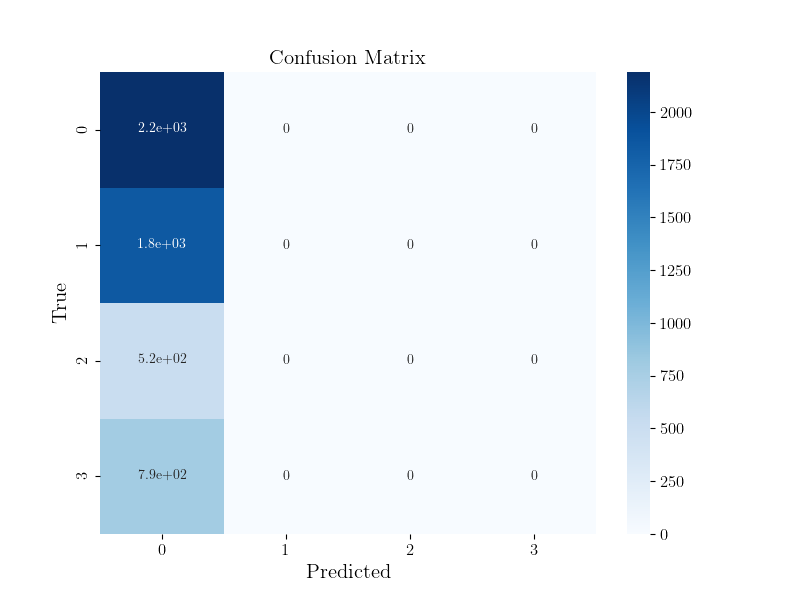 Confusion Matrix
True
0 2.2e+03 0 0 0
1 1.8e+03 0 0 0
2 5.2e+02 0 0 0
3 7.9e+02 0 0 0
0 1 2 3
Predicted
2000
1750
1500
1250
1000
750
500
250
0